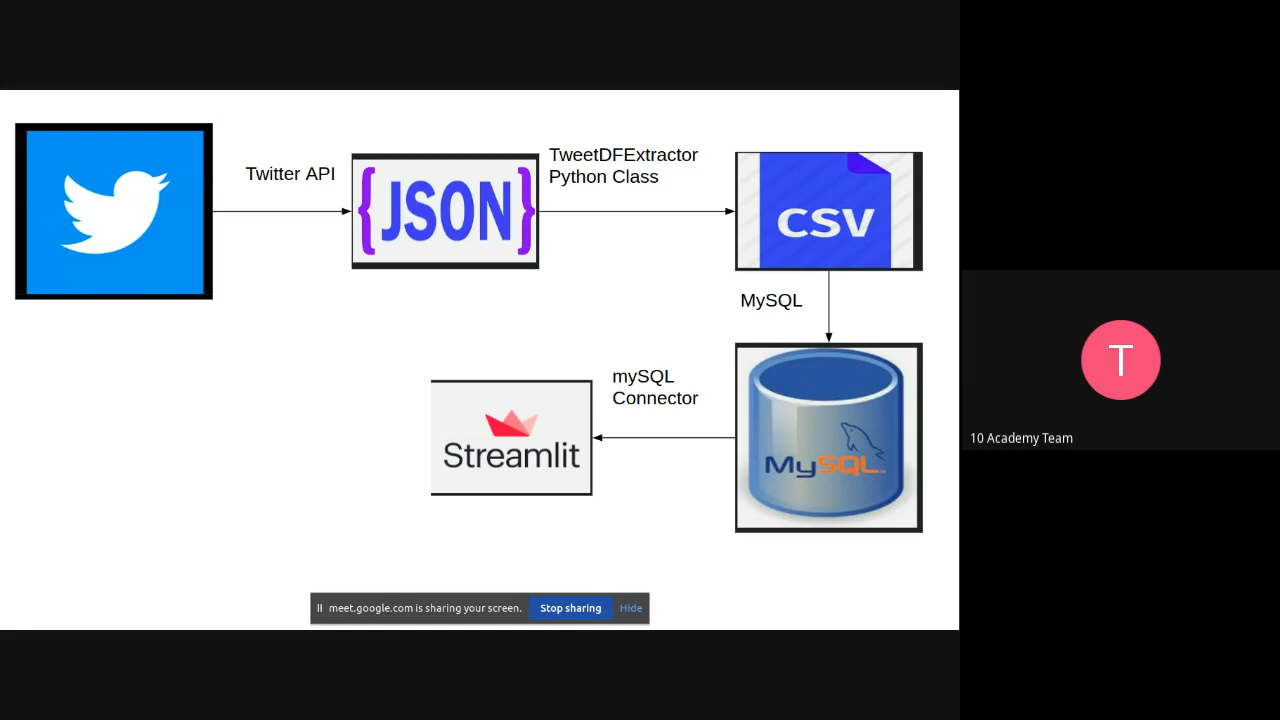 Twitter API
{JSON}
TweetDFExtractor
Python Class
CSV
MySQL
MySQL
mySQL
Connector
Streamlit
T
10 Academy Team
meet.google.com is sharing your screen.
Stop sharing
Hide